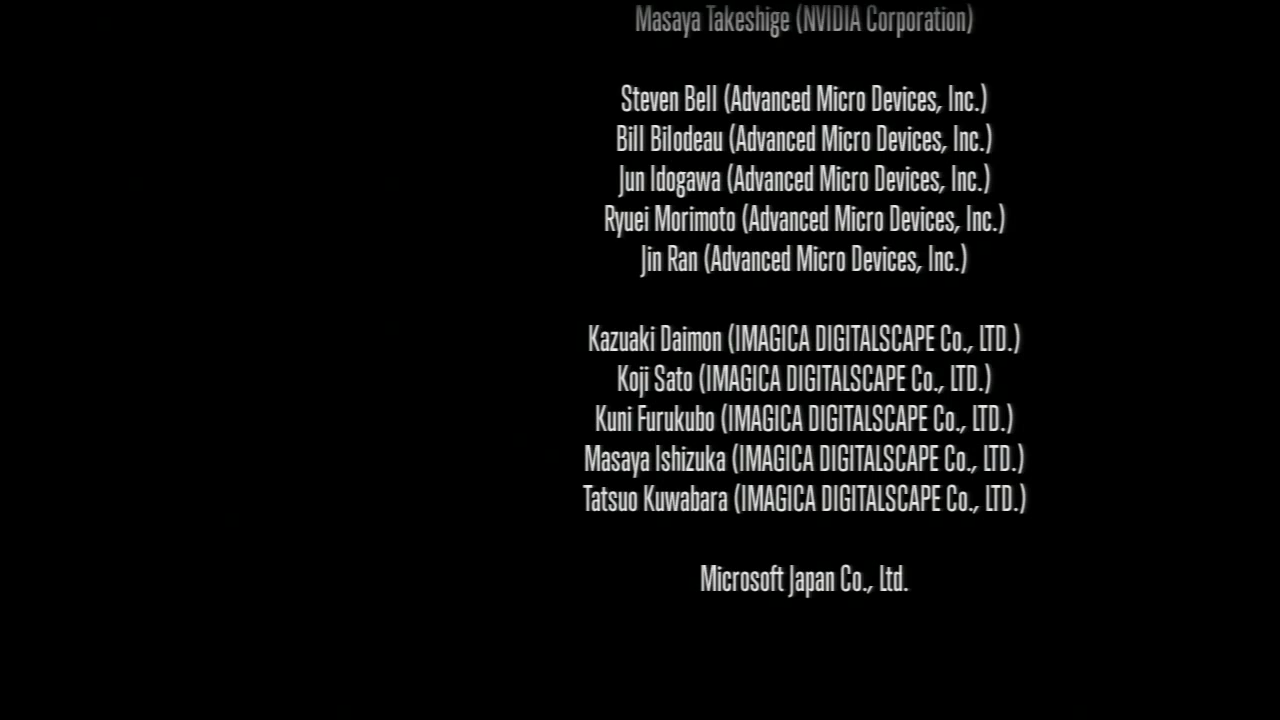 Masaya Takeshige (NVIDIA Corporation)
Steven Bell (Advanced Micro Devices, Inc.)
Bill Bilodeau (Advanced Micro Devices, Inc.)
Jun Idogawa (Advanced Micro Devices, Inc.)
Ryuei Morimoto (Advanced Micro Devices, Inc.)
Jin Ran (Advanced Micro Devices, Inc.)
Kazuaki Daimon (IMAGICA DIGITALSCAPE Co., LTD.)
Koji Sato (IMAGICA DIGITALSCAPE Co., LTD.)
Kuni Furukubo (IMAGICA DIGITALSCAPE Co., LTD.)
Masaya Ishizuka (IMAGICA DIGITALSCAPE Co., LTD.)
Tatsuo Kuwabara (IMAGICA DIGITALSCAPE Co., LTD.)
Microsoft Japan Co., Ltd.